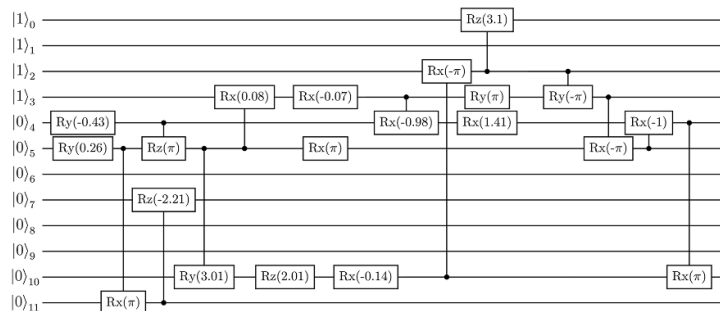 |1⟩₀ Rz(3.1)
|1⟩₁
|1⟩₂ Rx(-π)
|1⟩₃ Rx(0.08) Rx(-0.07) Ry(π) Ry(-π)
|0⟩₄ Ry(-0.43) Rx(-0.98) Rx(1.41) Rx(-1)
|0⟩₅ Ry(0.26) Rz(π) Rx(π) Rx(-π)
|0⟩₆
|0⟩₇ Rz(-2.21)
|0⟩₈
|0⟩₉
|0⟩₁₀ Ry(3.01) Rz(2.01) Rx(-0.14) Rx(π)
|0⟩₁₁ Rx(π)